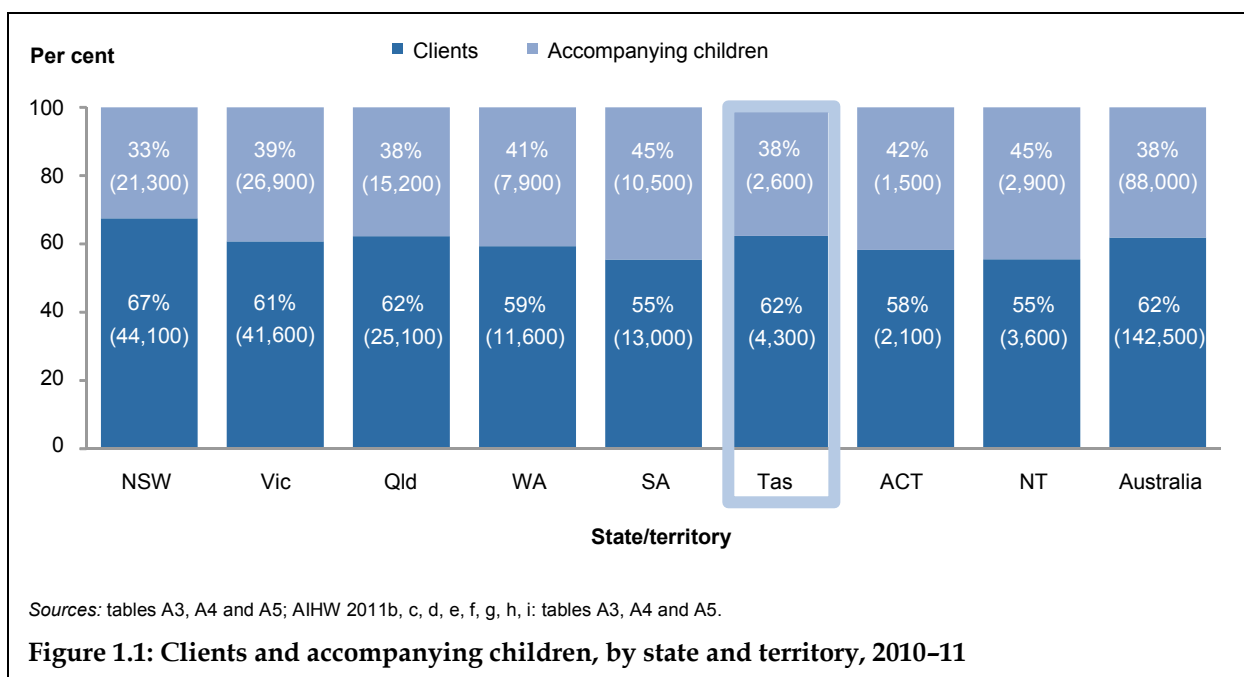 Per cent
Clients Accompanying children
100
80
60
40
20
0
33% 39% 38% 41% 45% 38% 42% 45% 38%
(21,300) (26,900) (15,200) (7,900) (10,500) (2,600) (1,500) (2,900) (88,000)
67% 61% 62% 59% 55% 62% 58% 55% 62%
(44,100) (41,600) (25,100) (11,600) (13,000) (4,300) (2,100) (3,600) (142,500)
NSW Vic Qld WA SA Tas ACT NT Australia
State/territory
Sources: tables A3, A4 and A5; AIHW 2011b, c, d, e, f, g, h, i: tables A3, A4 and A5.
Figure 1.1: Clients and accompanying children, by state and territory, 2010–11